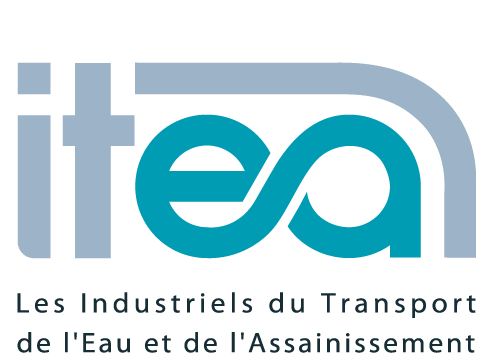 itea
Les Industriels du Transport
de l'Eau et de l'Assainissement